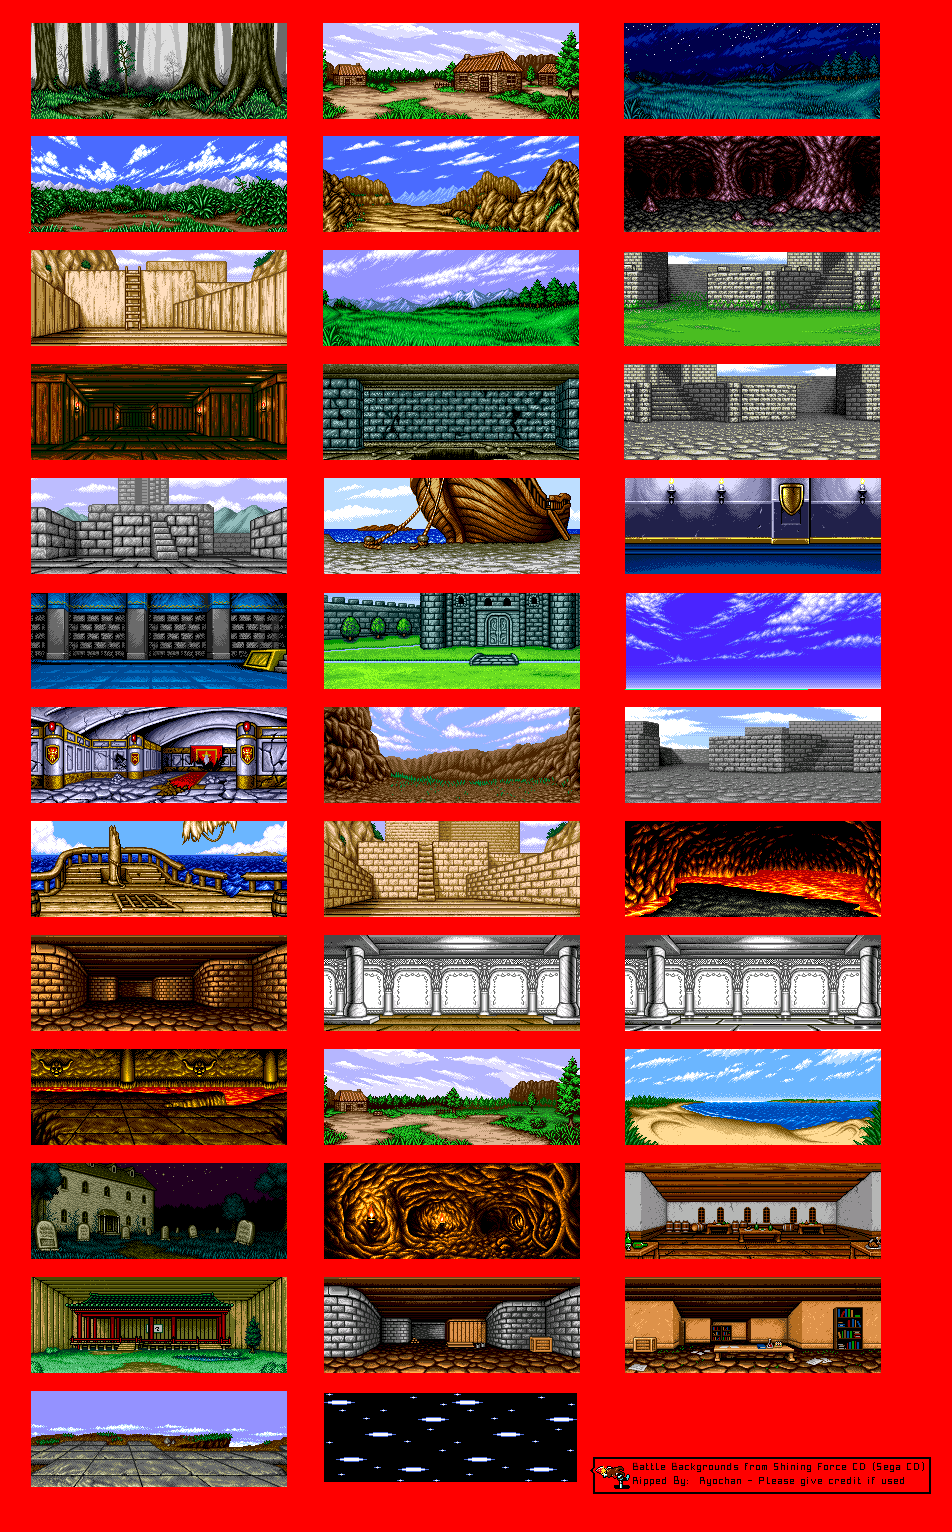 Battle Backgrounds from Shining Force CD (Sega CD)
Ripped By: Ryochan - Please give credit if used